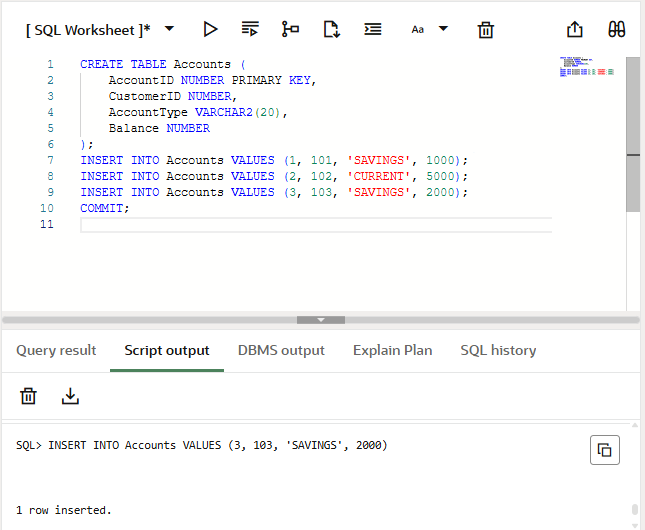 [ SQL Worksheet ]*
Aa
1 CREATE TABLE Accounts (
2 AccountID NUMBER PRIMARY KEY,
3 CustomerID NUMBER,
4 AccountType VARCHAR2(20),
5 Balance NUMBER
6 );
7 INSERT INTO Accounts VALUES (1, 101, 'SAVINGS', 1000);
8 INSERT INTO Accounts VALUES (2, 102, 'CURRENT', 5000);
9 INSERT INTO Accounts VALUES (3, 103, 'SAVINGS', 2000);
10 COMMIT;
11
Query result Script output DBMS output Explain Plan SQL history
SQL> INSERT INTO Accounts VALUES (3, 103, 'SAVINGS', 2000)
1 row inserted.